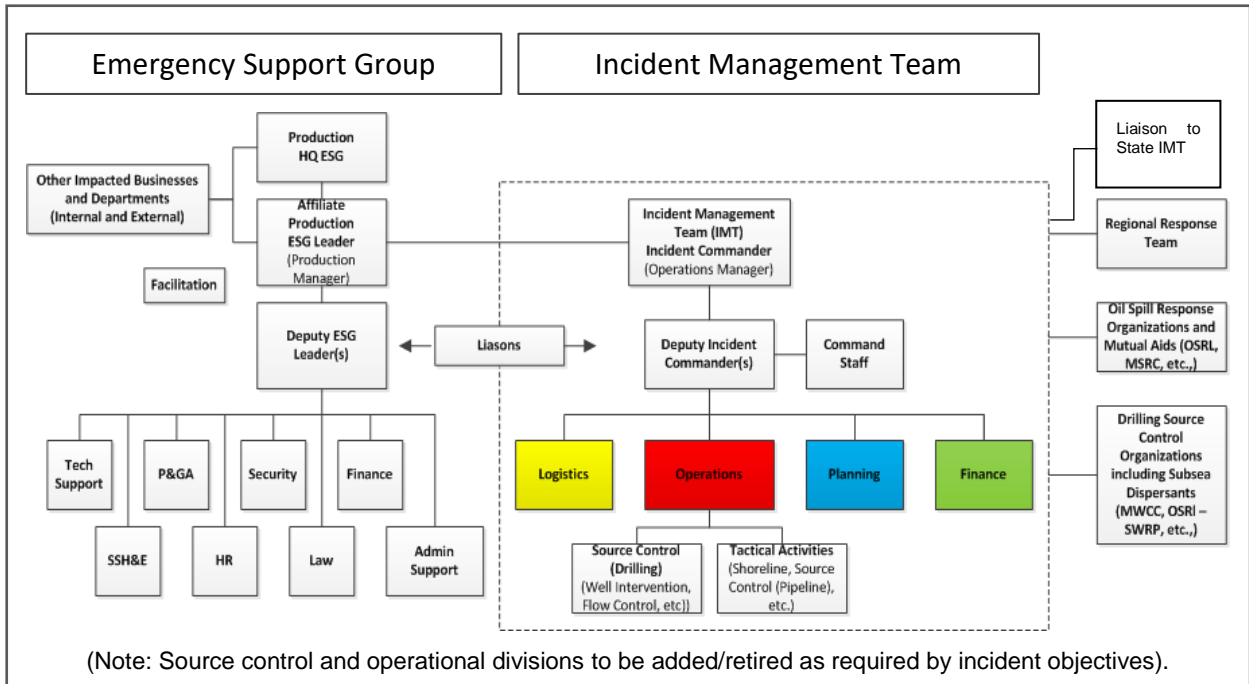 Emergency Support Group
Incident Management Team
Production
HQ ESG
Other Impacted Businesses
and Departments
(Internal and External)
Affiliate
Production
ESG Leader
(Production
Manager)
Facilitation
Deputy ESG
Leader(s)
Liasons
Tech
Support
P&GA
Security
Finance
SSH&E
HR
Law
Admin
Support
Incident Management
Team (IMT)
Incident Commander
(Operations Manager)
Deputy Incident
Commander(s)
Command
Staff
Logistics
Operations
Planning
Finance
Source Control
(Drilling)
(Well Intervention,
Flow Control, etc))
Tactical Activities
(Shoreline, Source
Control (Pipeline),
etc.)
Liaison to
State IMT
Regional Response
Team
Oil Spill Response
Organizations and
Mutual Aids (OSRL,
MSRC, etc.,)
Drilling Source
Control
Organizations
including Subsea
Dispersants
(MWCC, OSRl –
SWRP, etc.,)
(Note: Source control and operational divisions to be added/retired as required by incident objectives).